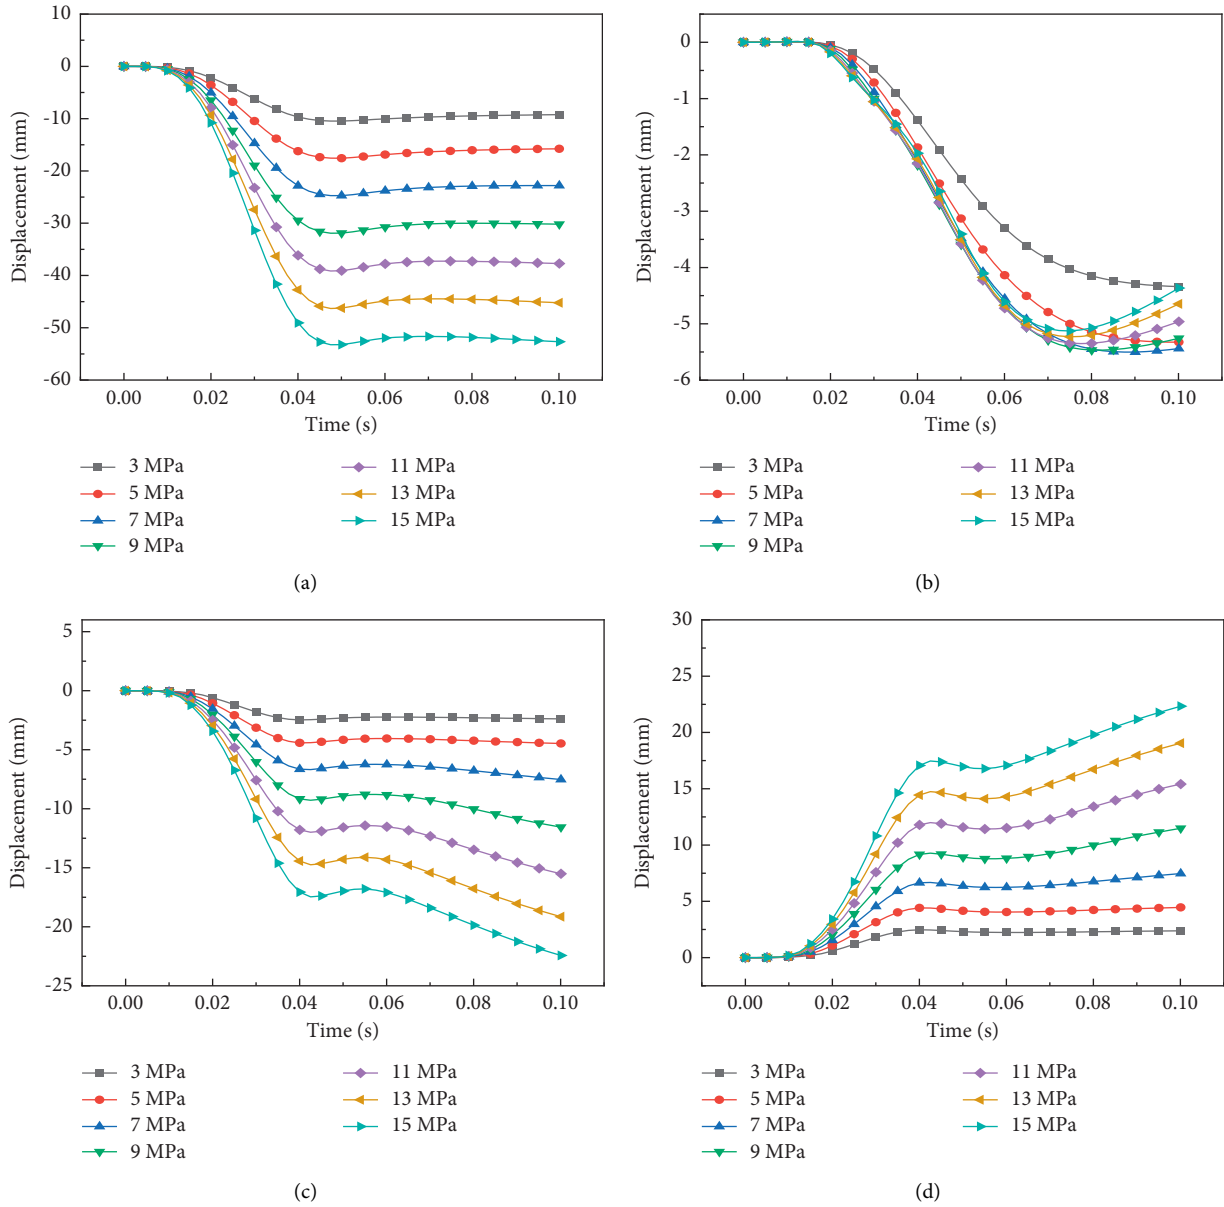 10
0
-10
-20
-30
-40
-50
-60
Displacement (mm)
0.00 0.02 0.04 0.06 0.08 0.10
Time (s)
3 MPa 11 MPa
5 MPa 13 MPa
7 MPa 15 MPa
9 MPa
(a)
0
-1
-2
-3
-4
-5
-6
Displacement (mm)
0.00 0.02 0.04 0.06 0.08 0.10
Time (s)
3 MPa 11 MPa
5 MPa 13 MPa
7 MPa 15 MPa
9 MPa
(b)
5
0
-5
-10
-15
-20
-25
Displacement (mm)
0.00 0.02 0.04 0.06 0.08 0.10
Time (s)
3 MPa 11 MPa
5 MPa 13 MPa
7 MPa 15 MPa
9 MPa
(c)
30
25
20
15
10
5
0
Displacement (mm)
0.00 0.02 0.04 0.06 0.08 0.10
Time (s)
3 MPa 11 MPa
5 MPa 13 MPa
7 MPa 15 MPa
9 MPa
(d)